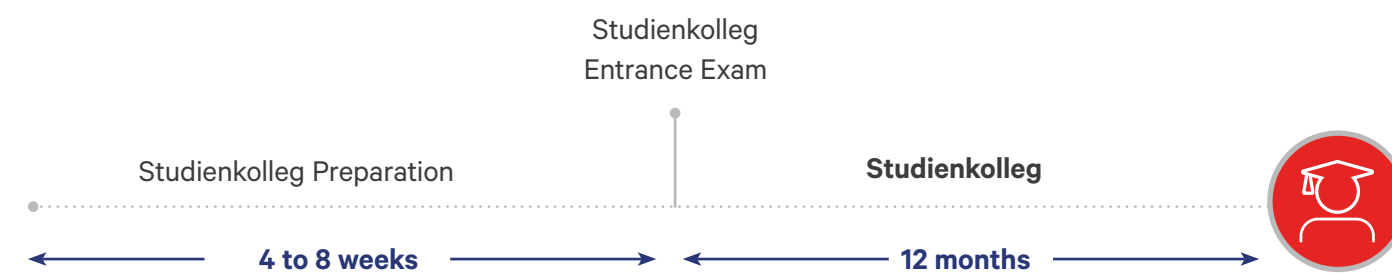 Studienkolleg
Entrance Exam
Studienkolleg Preparation
Studienkolleg
4 to 8 weeks
12 months